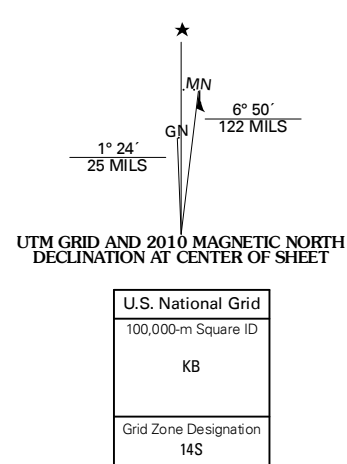 ★
MN
6° 50´
122 MILS
GN
1° 24´
25 MILS
UTM GRID AND 2010 MAGNETIC NORTH
DECLINATION AT CENTER OF SHEET
U.S. National Grid
100,000-m Square ID
KB
Grid Zone Designation
14S